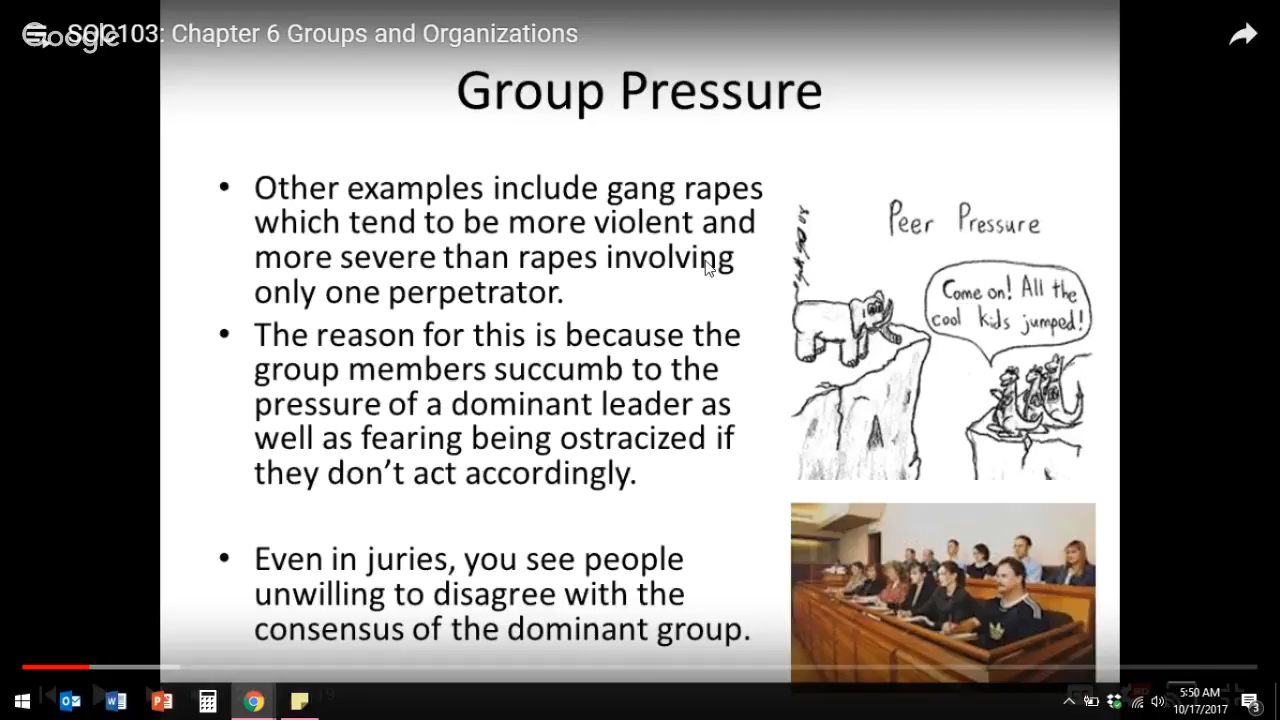 SOC103: Chapter 6 Groups and Organizations
Google
Group Pressure
• Other examples include gang rapes
which tend to be more violent and
more severe than rapes involving
only one perpetrator.
• The reason for this is because the
group members succumb to the
pressure of a dominant leader as
well as fearing being ostracized if
they don’t act accordingly.
• Even in juries, you see people
unwilling to disagree with the
consensus of the dominant group.
Peer Pressure
Come on! All the
cool kids jumped!
5:50 AM
10/17/2017
3